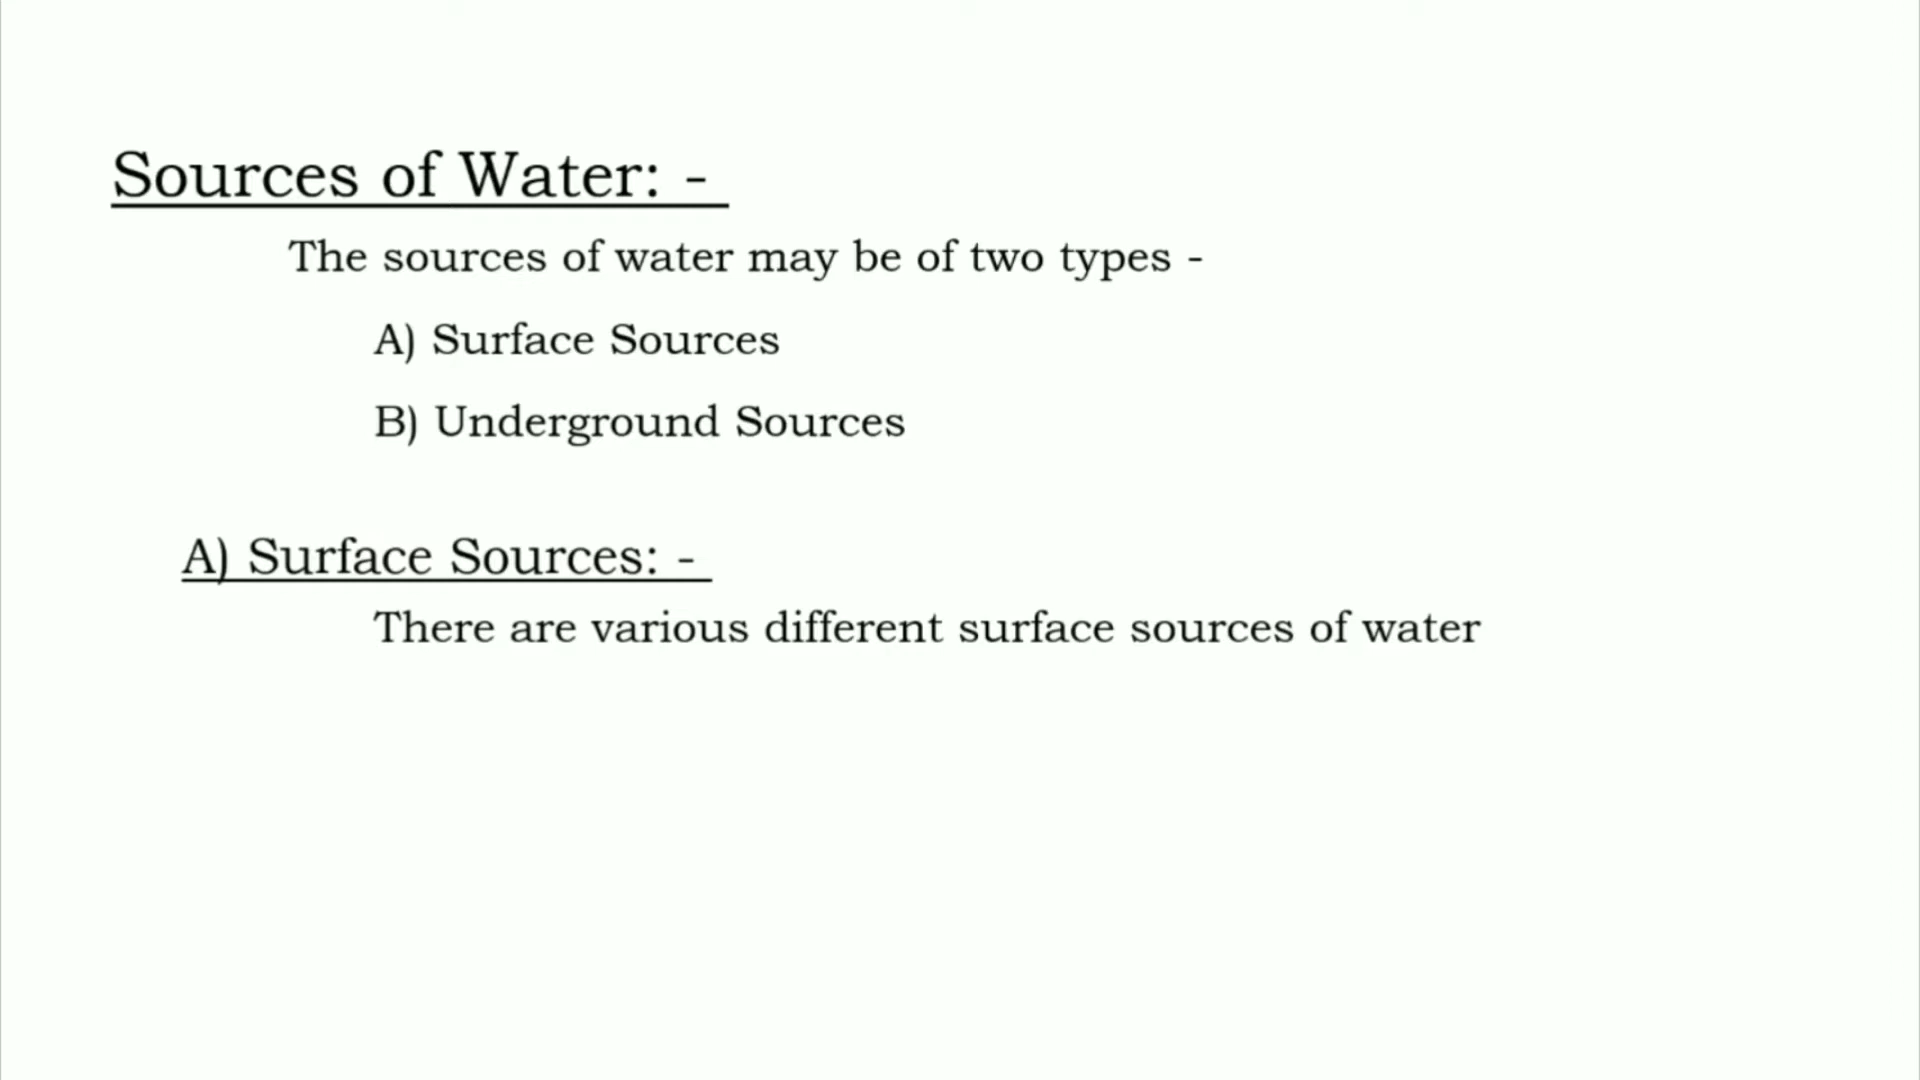 Sources of Water: -
The sources of water may be of two types -
A) Surface Sources
B) Underground Sources
A) Surface Sources: -
There are various different surface sources of water